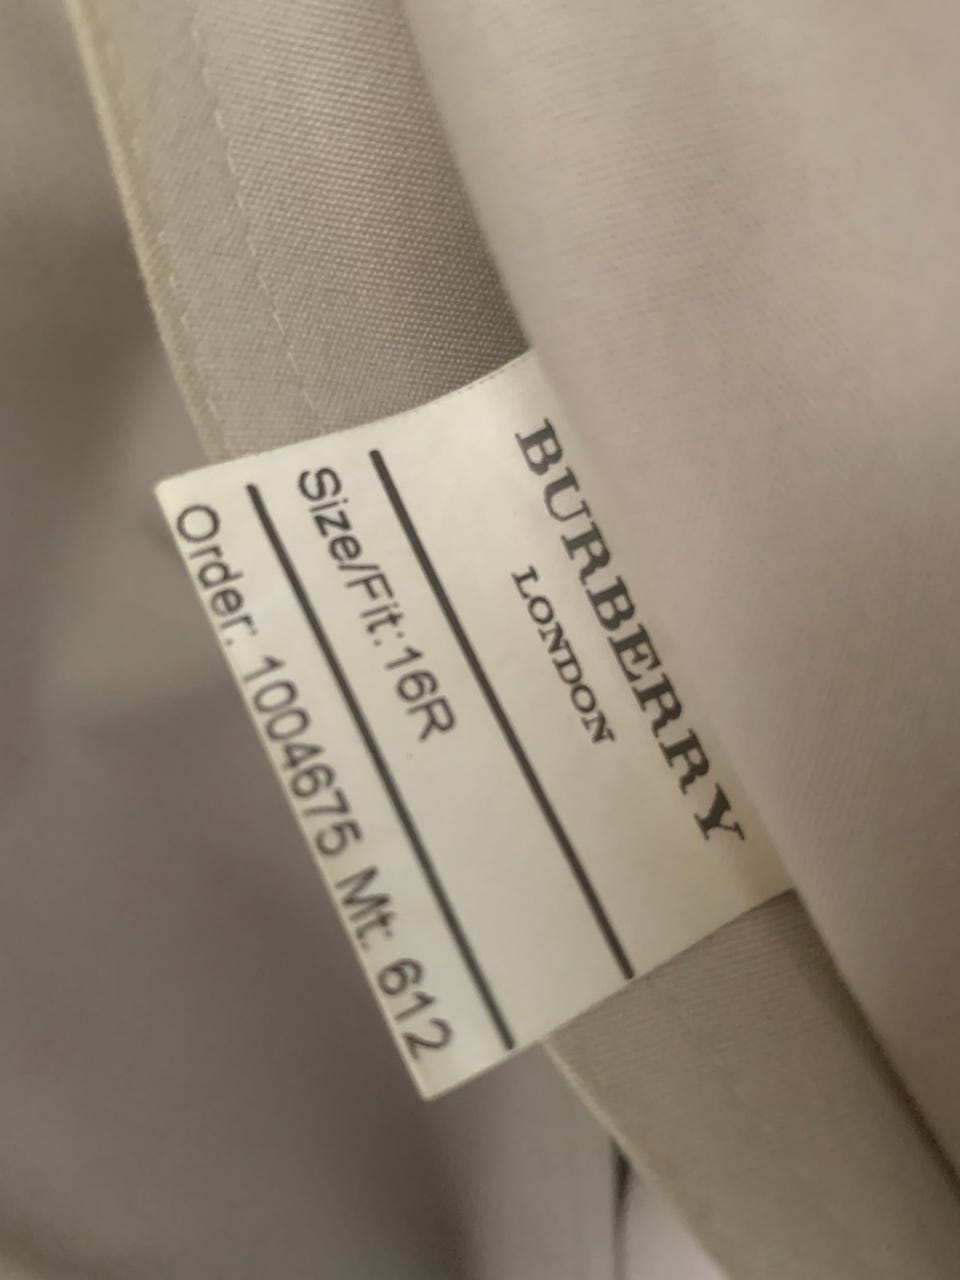 BURBERRY
LONDON
Size/Fit: 16R
Order: 1004675 Mt: 612